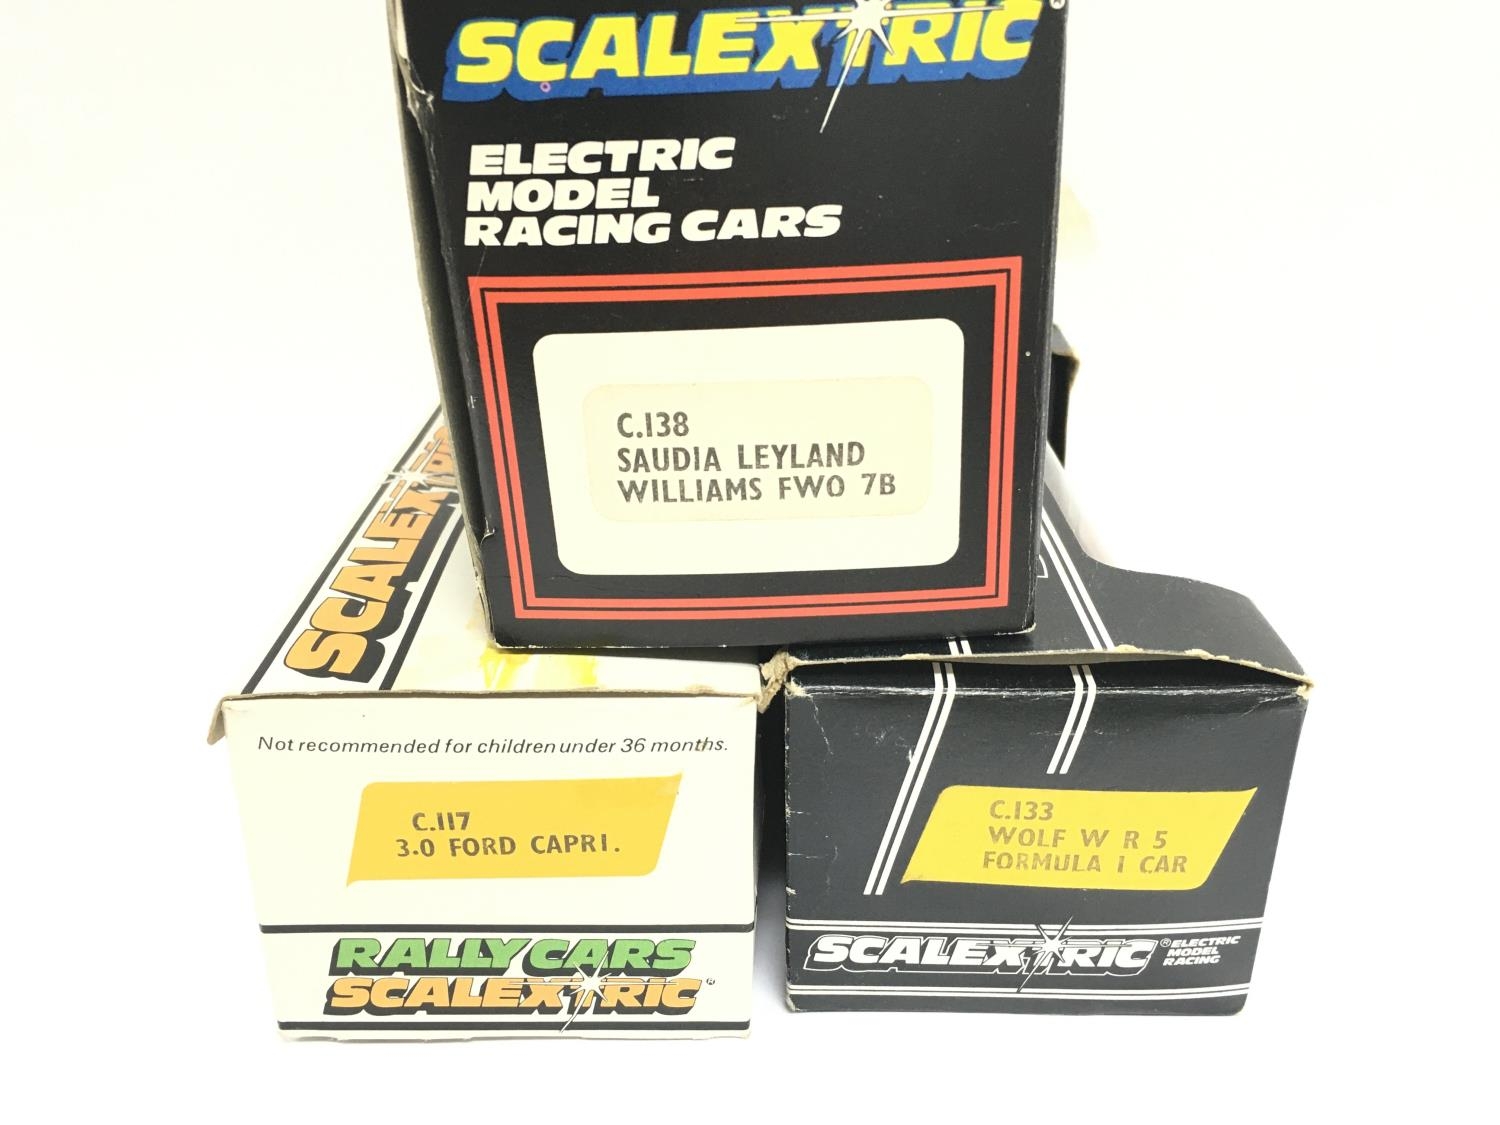 SCALEXTRIC®
ELECTRIC
MODEL
RACING CARS
C.138
SAUDIA LEYLAND
WILLIAMS FWO 7B
SCALEXTRIC
Not recommended for children under 36 months.
C.117
3.0 FORD CAPRI.
RALLY CARS
SCALEXTRIC®
C.133
WOLF W R 5
FORMULA 1 CAR
SCALEXTRIC® ELECTRIC
MODEL
RACING